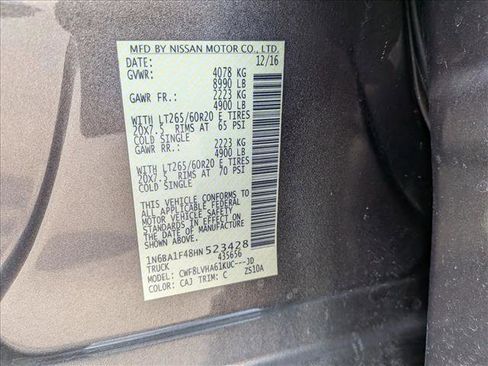 MFD BY NISSAN MOTOR CO., LTD.
DATE: 12/16
GVWR: 4078 KG
8990 LB
GAWR FR.: 2223 KG
4900 LB
WITH LT265/60R20 E TIRES
20X7.5 RIMS AT 65 PSI
COLD SINGLE
GAWR RR.: 2223 KG
4900 LB
WITH LT265/60R20 E TIRES
20X7.5 RIMS AT 70 PSI
COLD SINGLE
THIS VEHICLE CONFORMS TO
ALL APPLICABLE FEDERAL
MOTOR VEHICLE SAFETY
STANDARDS IN EFFECT ON
THE DATE OF MANUFACTURE
SHOWN ABOVE.
1N6BA1F48HN523428
TRUCK 435656
MODEL: CWF8LVHA61KUC---JD
COLOR: CAJ TRIM: C ZS10A